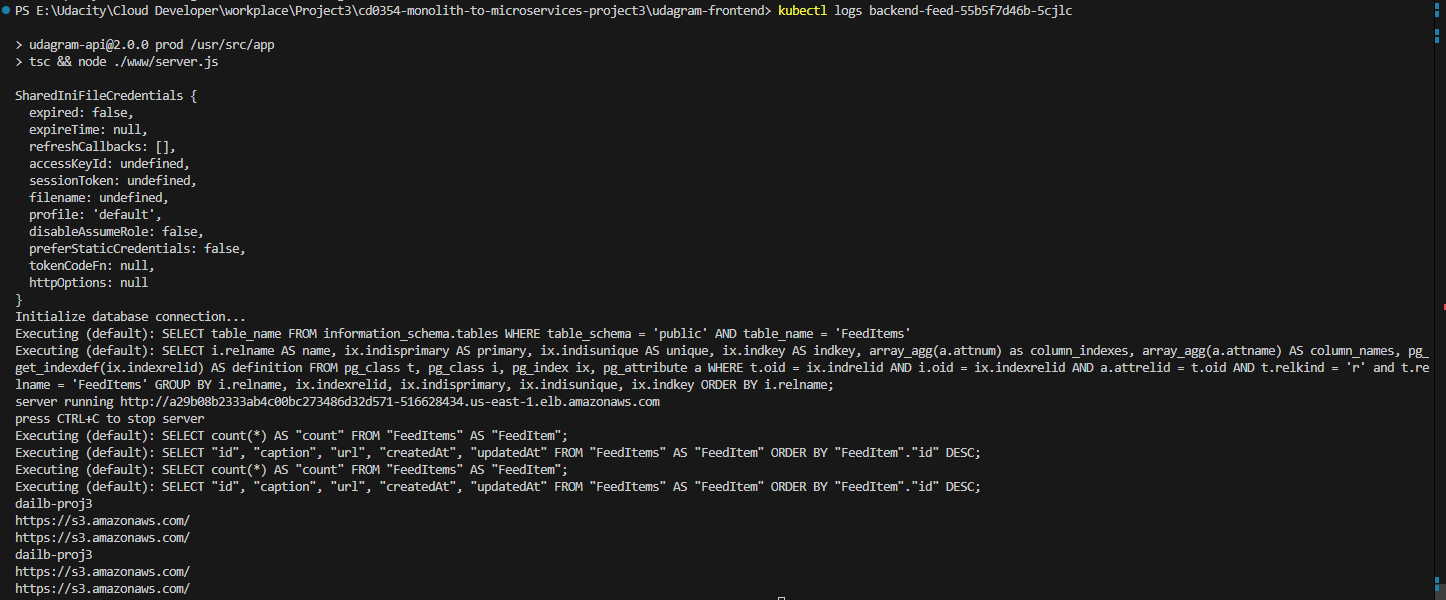 PS E:\Udacity\Cloud Developer\workplace\Project3\cd0354-monolith-to-microservices-project3\udagram-frontend> kubectl logs backend-feed-55b5f7d46b-5cjlc
> udagram-api@2.0.0 prod /usr/src/app
> tsc && node ./www/server.js
SharedIniFileCredentials {
  expired: false,
  expireTime: null,
  refreshCallbacks: [],
  accessKeyId: undefined,
  sessionToken: undefined,
  filename: undefined,
  profile: 'default',
  disableAssumeRole: false,
  preferStaticCredentials: false,
  tokenCodeFn: null,
  httpOptions: null
}
Initialize database connection...
Executing (default): SELECT table_name FROM information_schema.tables WHERE table_schema = 'public' AND table_name = 'FeedItems'
Executing (default): SELECT i.relname AS name, ix.indisprimary AS primary, ix.indisunique AS unique, ix.indkey AS indkey, array_agg(a.attnum) as column_indexes, array_agg(a.attname) AS column_names, pg_
get_indexdef(ix.indexrelid) AS definition FROM pg_class t, pg_class i, pg_index ix, pg_attribute a WHERE t.oid = ix.indrelid AND i.oid = ix.indexrelid AND a.attrelid = t.oid AND t.relkind = 'r' and t.re
lname = 'FeedItems' GROUP BY i.relname, ix.indexrelid, ix.indisprimary, ix.indisunique, ix.indkey ORDER BY i.relname;
server running http://a29b08b2333ab4c00bc273486d32d571-516628434.us-east-1.elb.amazonaws.com
press CTRL+C to stop server
Executing (default): SELECT count(*) AS "count" FROM "FeedItems" AS "FeedItem";
Executing (default): SELECT "id", "caption", "url", "createdAt", "updatedAt" FROM "FeedItems" AS "FeedItem" ORDER BY "FeedItem"."id" DESC;
Executing (default): SELECT count(*) AS "count" FROM "FeedItems" AS "FeedItem";
Executing (default): SELECT "id", "caption", "url", "createdAt", "updatedAt" FROM "FeedItems" AS "FeedItem" ORDER BY "FeedItem"."id" DESC;
dailb-proj3
https://s3.amazonaws.com/
https://s3.amazonaws.com/
dailb-proj3
https://s3.amazonaws.com/
https://s3.amazonaws.com/